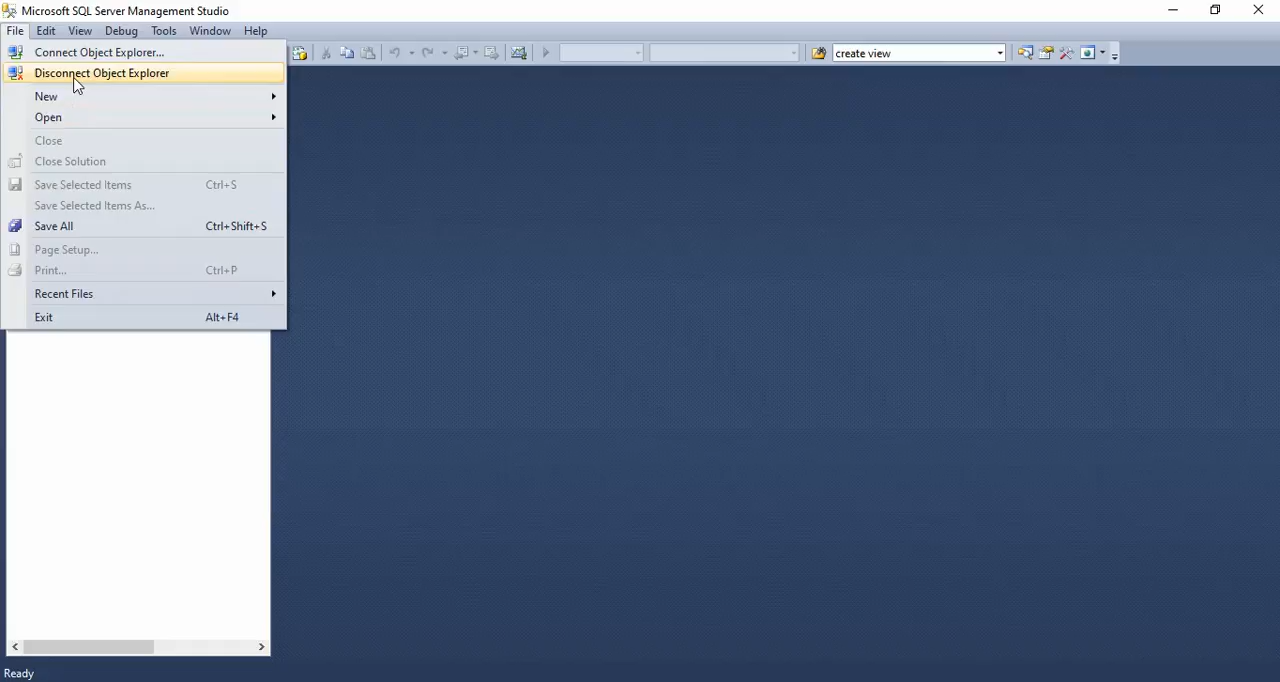 Microsoft SQL Server Management Studio
File Edit View Debug Tools Window Help
create view
Connect Object Explorer...
Disconnect Object Explorer
New
Open
Close
Close Solution
Save Selected Items Ctrl+S
Save Selected Items As...
Save All Ctrl+Shift+S
Page Setup...
Print... Ctrl+P
Recent Files
Exit Alt+F4
Ready